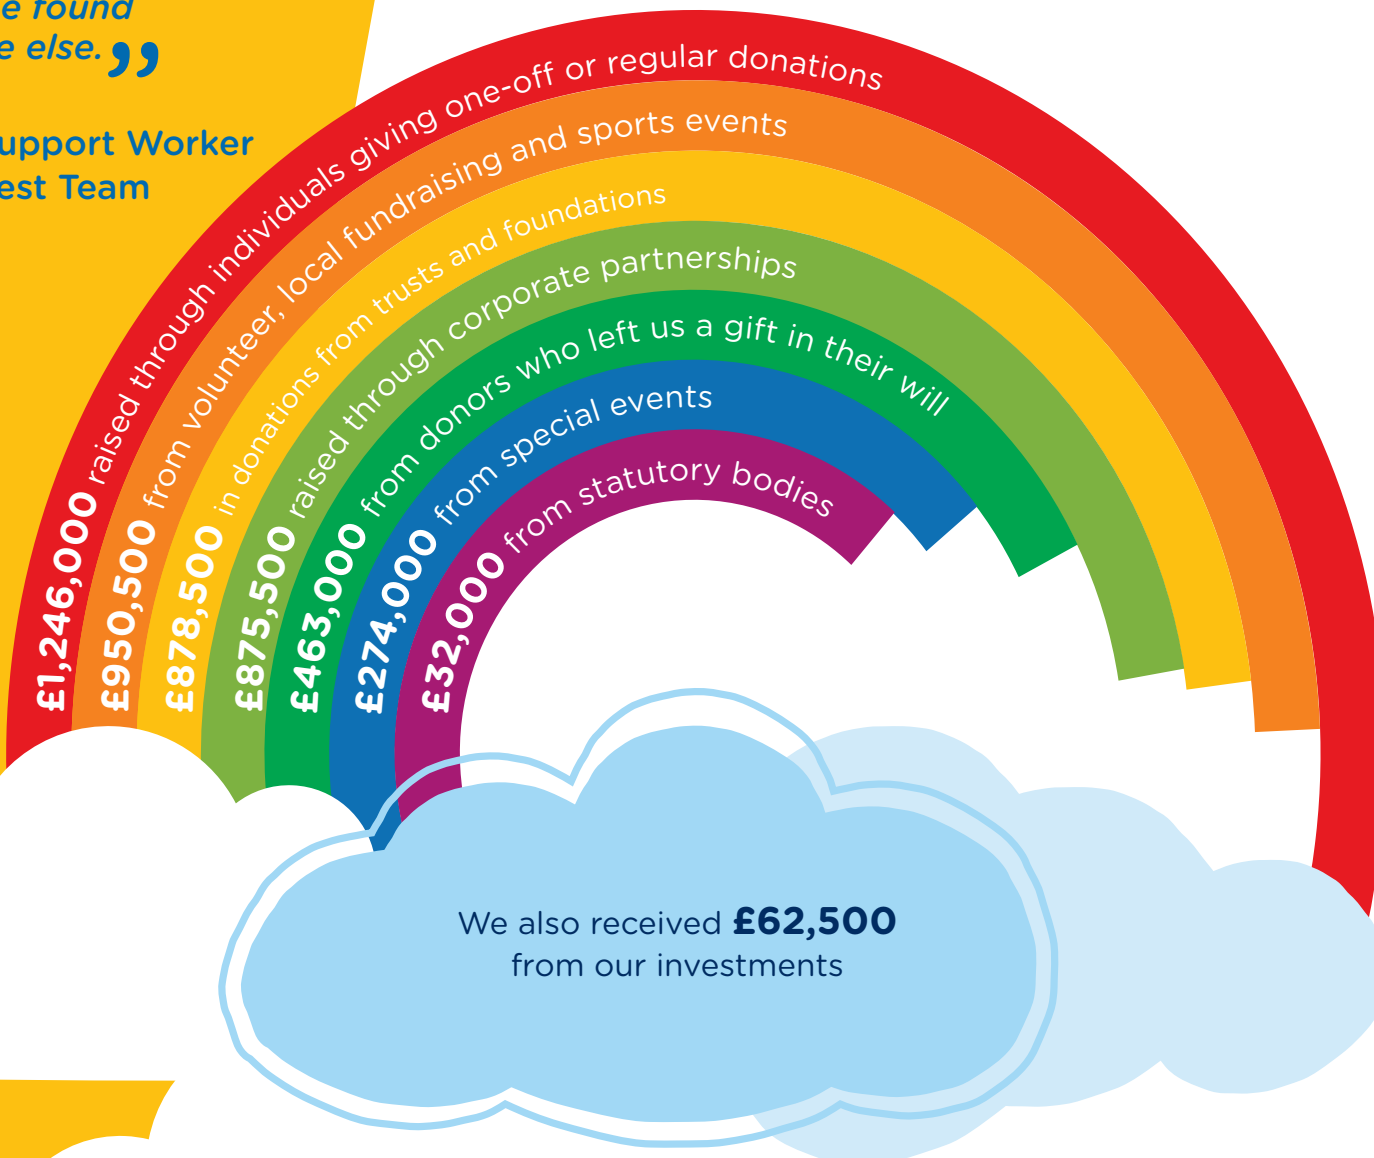 found
else.”
Support Worker
Team
£1,246,000 raised through individuals giving one-off or regular donations
£950,500 from volunteer, local fundraising and sports events
£878,500 in donations from trusts and foundations
£875,500 raised through corporate partnerships
£463,000 from donors who left us a gift in their will
£274,000 from special events
£32,000 from statutory bodies
We also received £62,500
from our investments